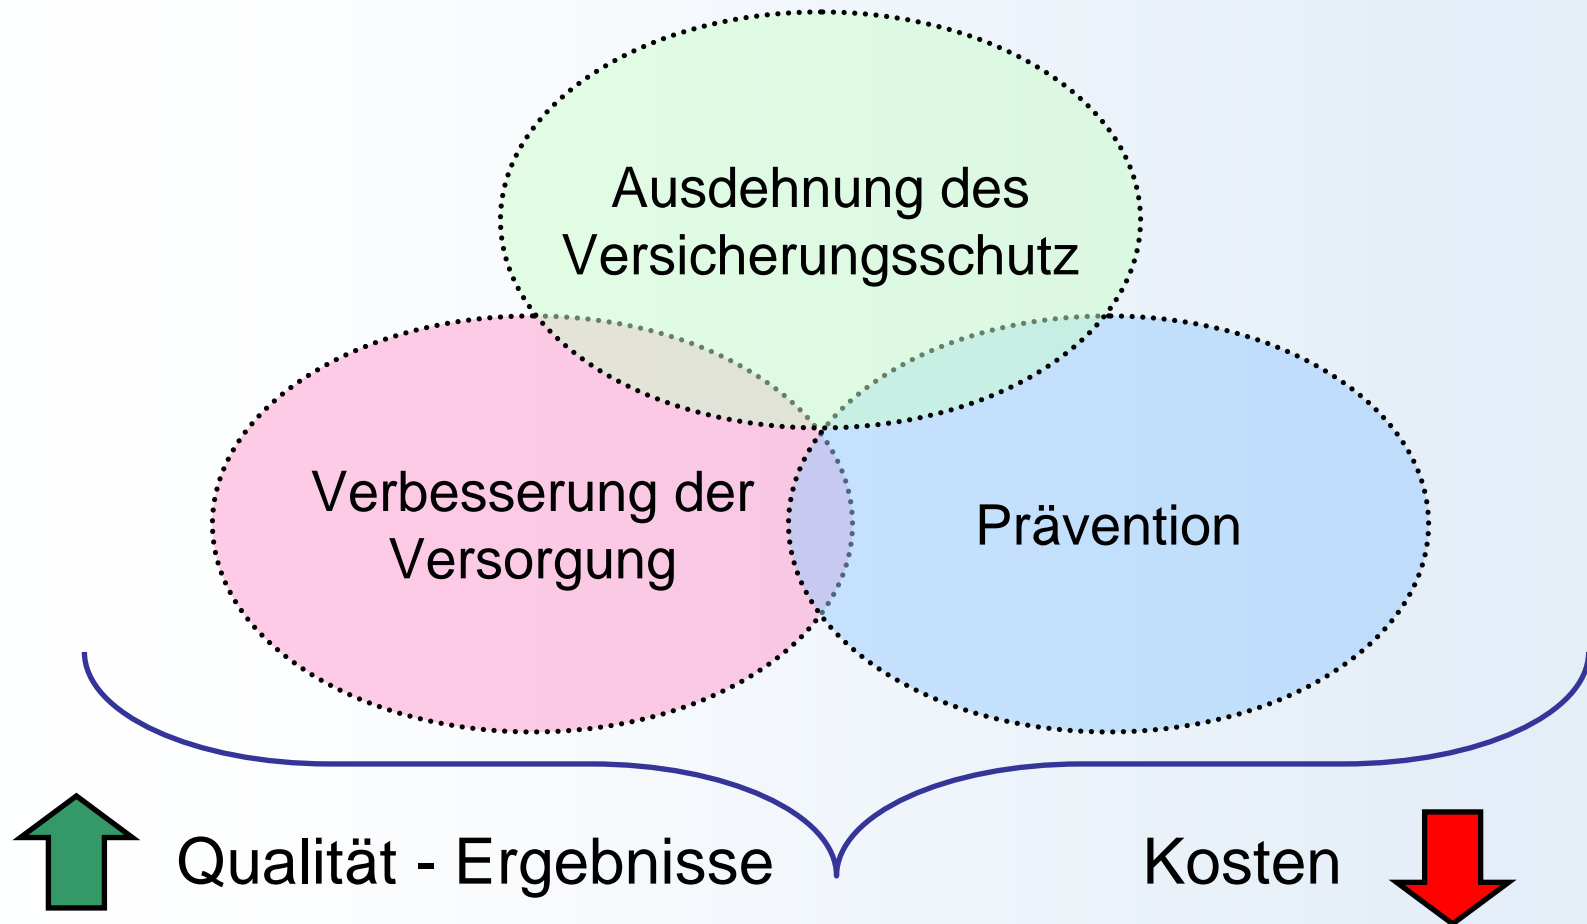 Ausdehnung des
Versicherungsschutz
Verbesserung der
Versorgung
Prävention
Qualität - Ergebnisse
Kosten